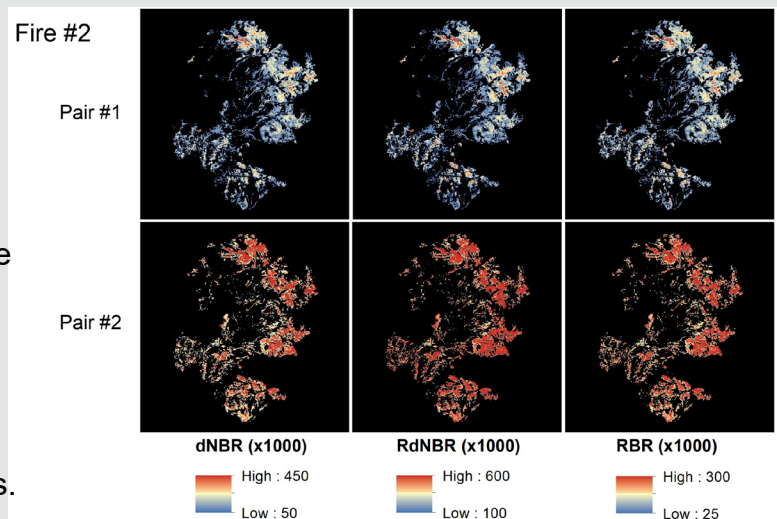 Fire #2
Pair #1
e
Pair #2
s.
dNBR (x1000)
RdNBR (x1000)
RBR (x1000)
High : 450
High : 600
High : 300
Low : 50
Low : 100
Low : 25